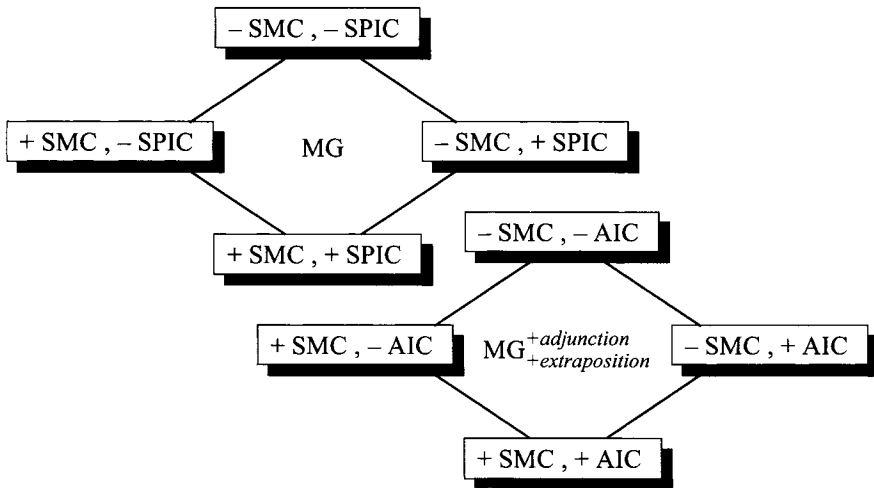 – SMC , – SPIC
+ SMC , – SPIC
MG
– SMC , + SPIC
+ SMC , + SPIC
– SMC , – AIC
+ SMC , – AIC
MG +adjunction +extraposition
– SMC , + AIC
+ SMC , + AIC